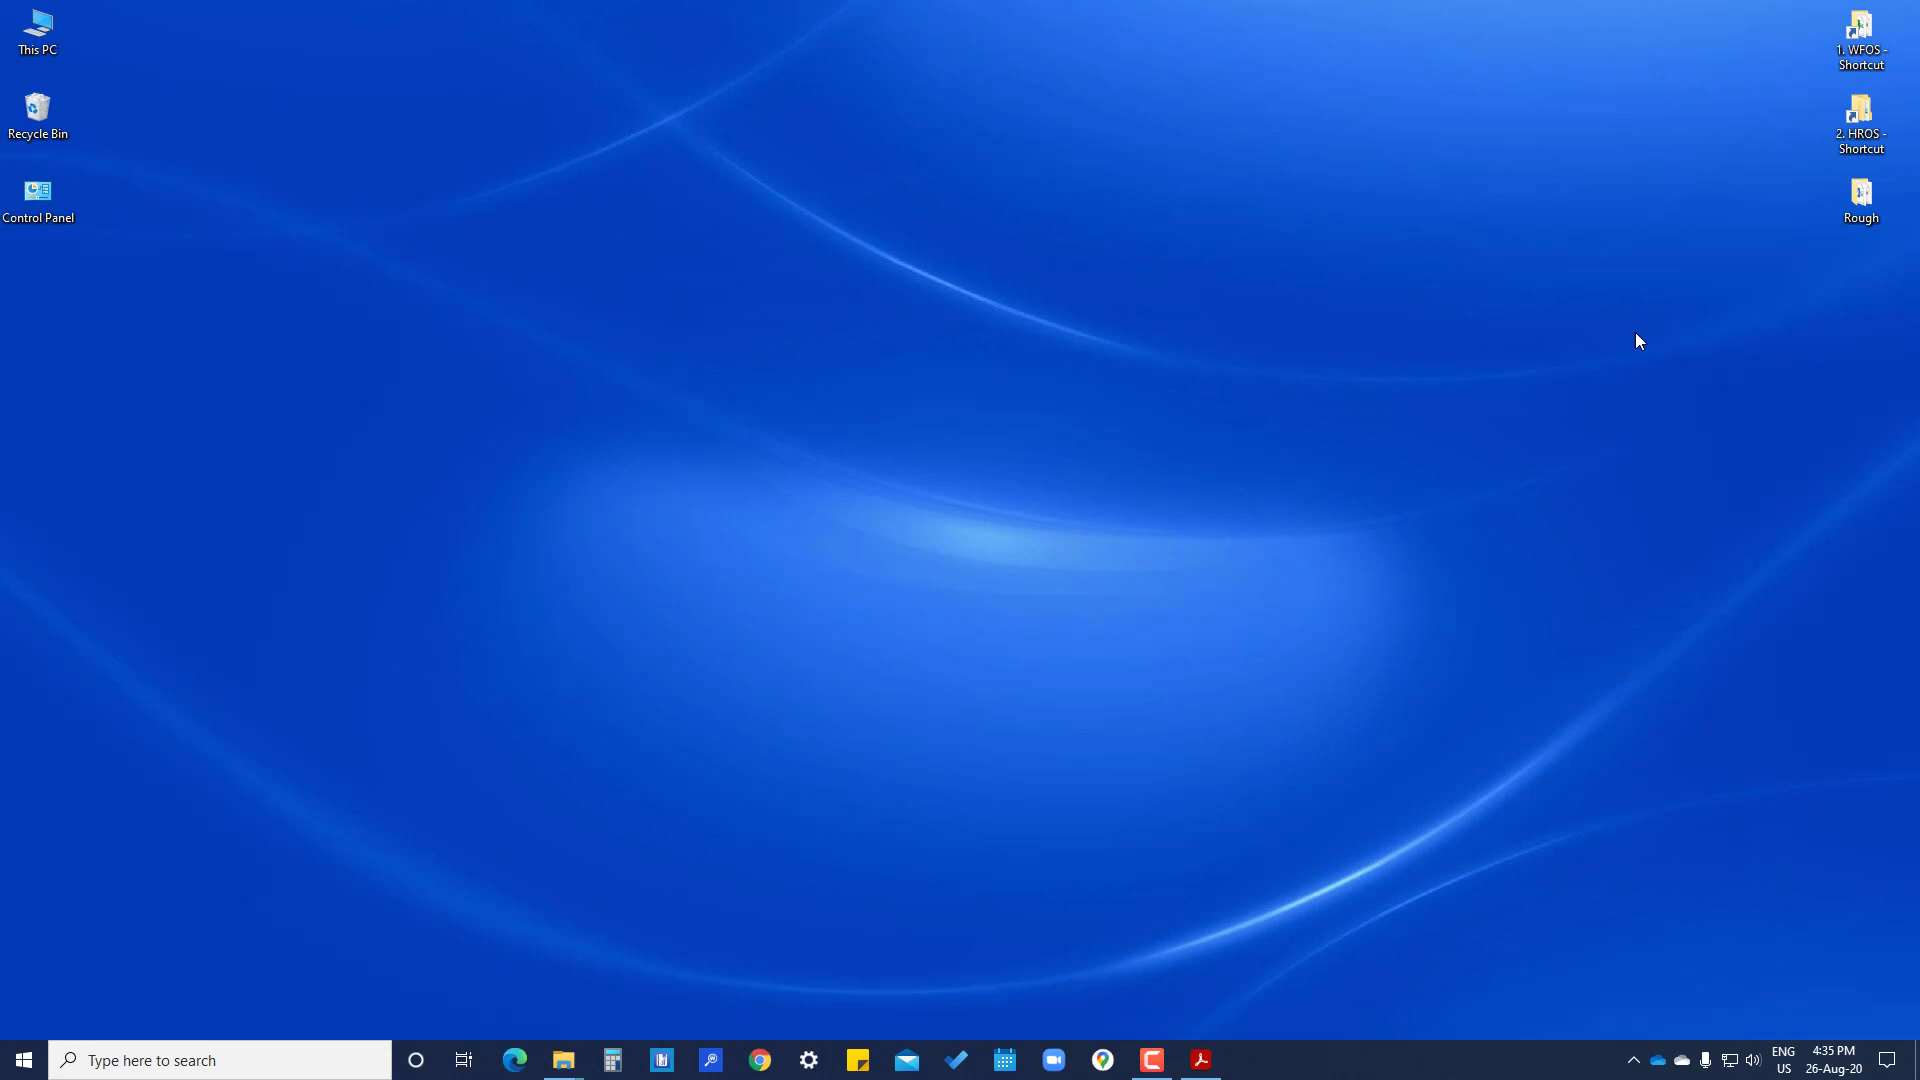 This PC
Recycle Bin
Control Panel
1. WFOS -
Shortcut
2. HROS -
Shortcut
Rough
Type here to search
ENG
US
4:35 PM
26-Aug-20